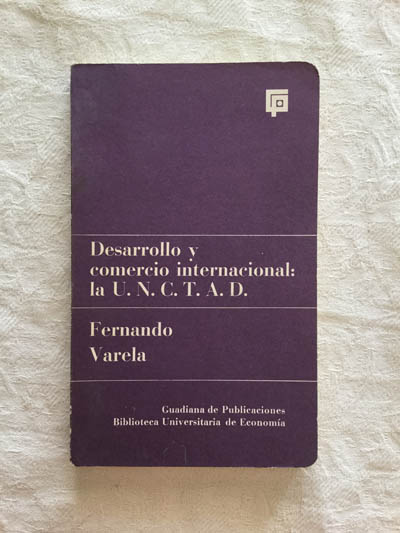 Desarrollo y
comercio internacional:
la U. N. C. T. A. D.
Fernando
Varela
Guadiana de Publicaciones
Biblioteca Universitaria de Economía